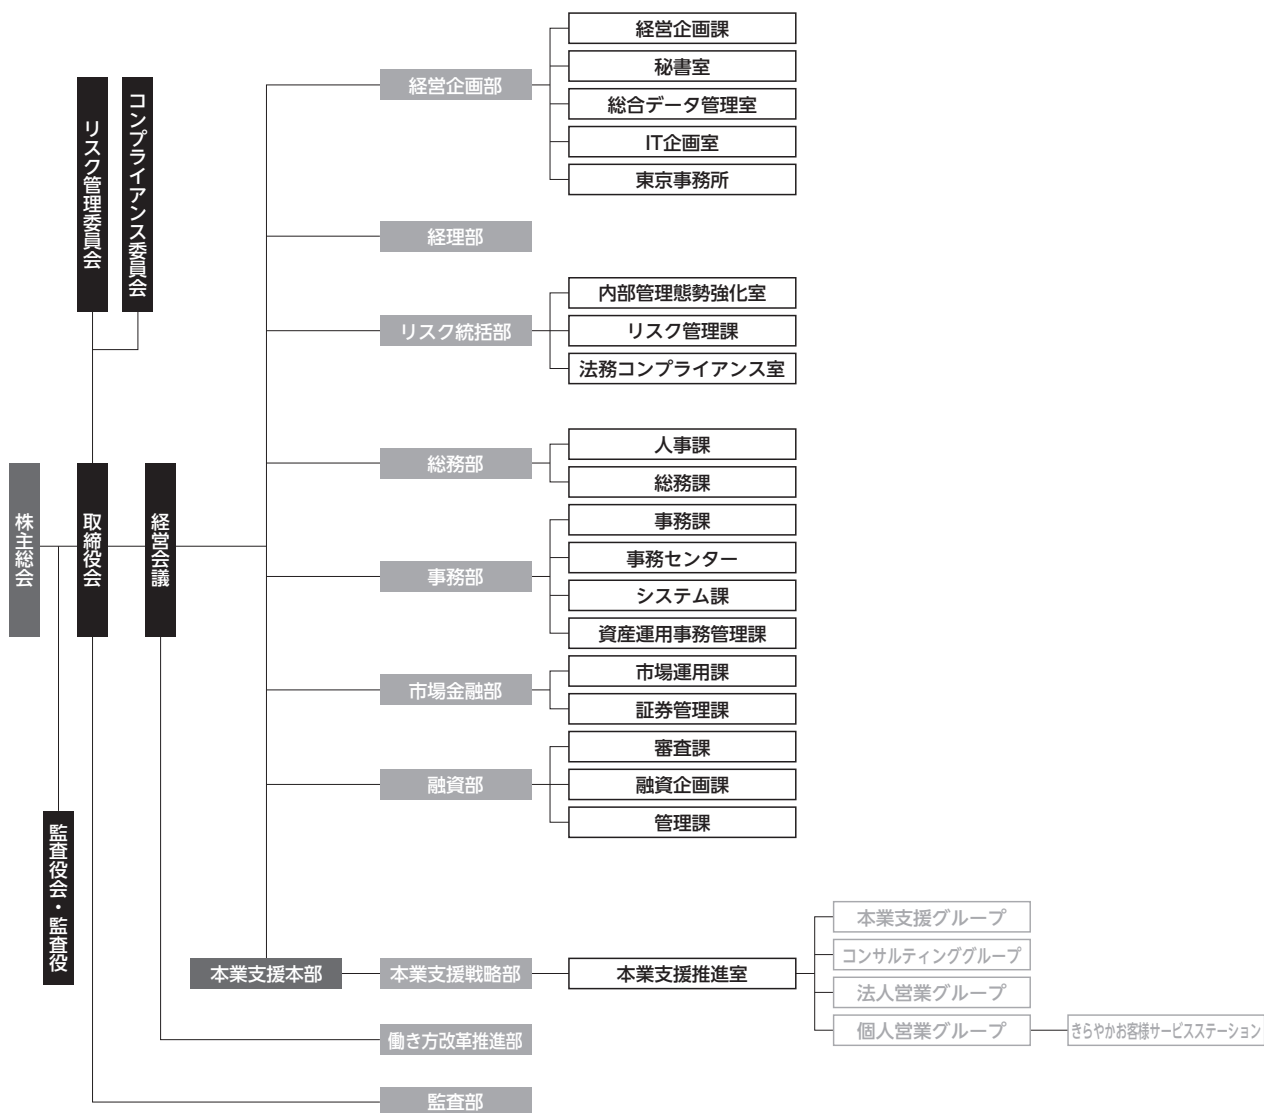 株主総会
監査役会・監査役
リスク管理委員会
コンプライアンス委員会
取締役会
経営会議
経営企画部
経営企画課
秘書室
総合データ管理室
IT企画室
東京事務所
経理部
リスク統括部
内部管理態勢強化室
リスク管理課
法務コンプライアンス室
総務部
人事課
総務課
事務部
事務課
事務センター
システム課
資産運用事務管理課
市場金融部
市場運用課
証券管理課
融資部
審査課
融資企画課
管理課
本業支援本部
本業支援戦略部
本業支援推進室
本業支援グループ
コンサルティンググループ
法人営業グループ
個人営業グループ
きらやかお客様サービスステーション
働き方改革推進部
監査部